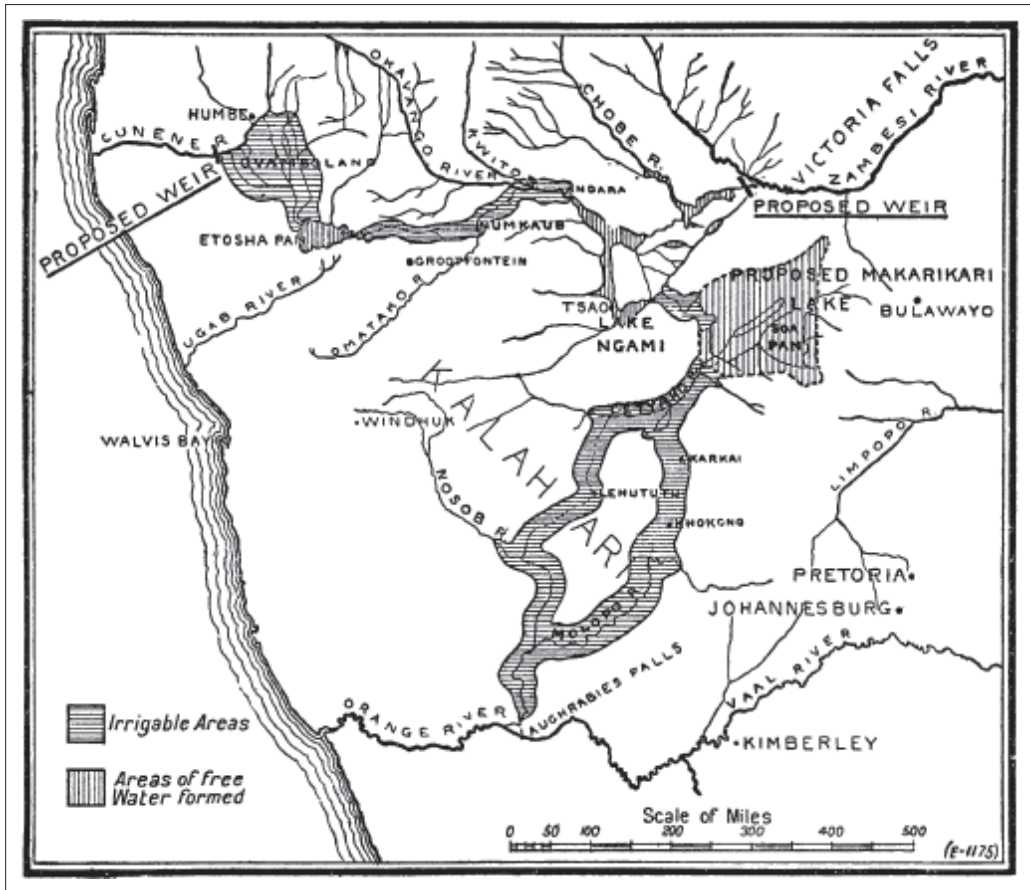 OKAVANGO RIVER
KWITO R.
CHOBE R.
VICTORIA FALLS
ZAMBESI RIVER
HUMBE
CUNENE R.
OVAMBOLAND
NDARA
PROPOSED WEIR
PROPOSED WEIR
ETOSHA PAN
NUMKAUB
GROOTFONTEIN
UGAB RIVER
OMATAKO R.
TSAO
LAKE
NGAMI
PROPOSED MAKARIKARI
LAKE
SOA
PAN
BULAWAYO
KALAHARI
WINDHUK
WALVIS BAY
NOSOB R.
KARKAI
LEHUTUTU
KHOKONG
LIMPOPO R.
PRETORIA
JOHANNESBURG
MOLOPO R.
ORANGE RIVER
AUGHRABIES FALLS
VAAL RIVER
KIMBERLEY
Irrigable Areas
Areas of free
Water formed
Scale of Miles
0 50 100 200 300 400 500
(E-1175)